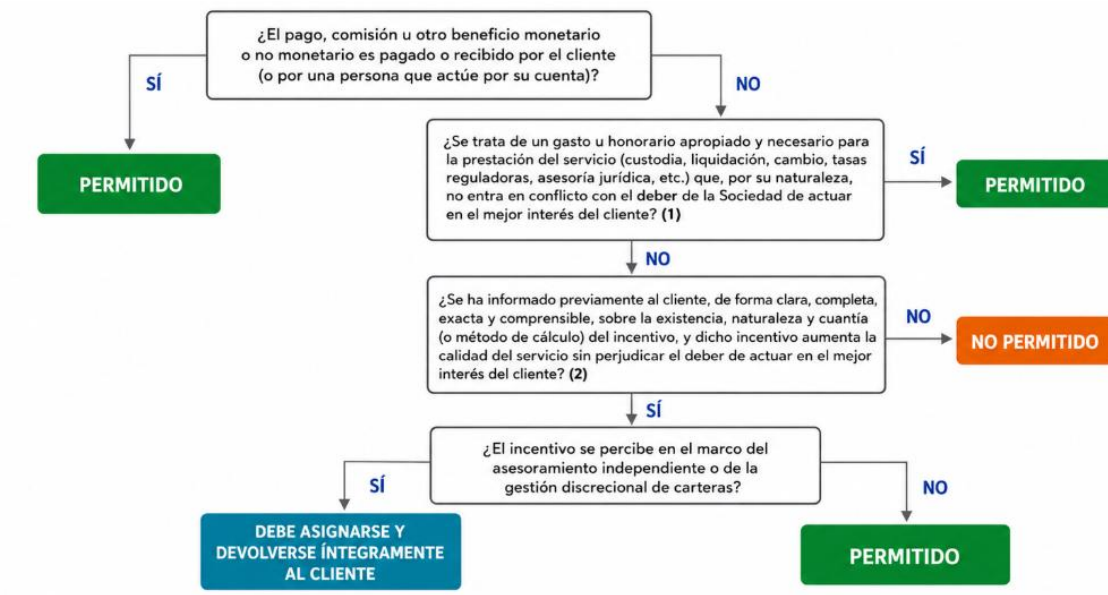 ¿El pago, comisión u otro beneficio monetario
o no monetario es pagado o recibido por el cliente
(o por una persona que actúe por su cuenta)?
SÍ
NO
PERMITIDO
¿Se trata de un gasto u honorario apropiado y necesario para
la prestación del servicio (custodia, liquidación, cambio, tasas
reguladoras, asesoría jurídica, etc.) que, por su naturaleza,
no entra en conflicto con el deber de la Sociedad de actuar
en el mejor interés del cliente? (1)
SÍ
PERMITIDO
NO
¿Se ha informado previamente al cliente, de forma clara, completa,
exacta y comprensible, sobre la existencia, naturaleza y cuantía
(o método de cálculo) del incentivo, y dicho incentivo aumenta la
calidad del servicio sin perjudicar el deber de actuar en el mejor
interés del cliente? (2)
NO
NO PERMITIDO
SÍ
¿El incentivo se percibe en el marco del
asesoramiento independiente o de la
gestión discrecional de carteras?
SÍ
NO
DEBE ASIGNARSE Y
DEVOLVERSE ÍNTEGRAMENTE
AL CLIENTE
PERMITIDO